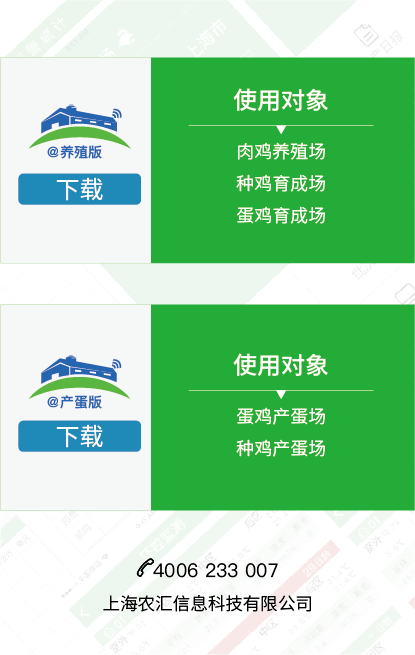 使用对象
肉鸡养殖场
种鸡育成场
蛋鸡育成场
@养殖版
下载
使用对象
蛋鸡产蛋场
种鸡产蛋场
@产蛋版
下载
4006 233 007
上海农汇信息科技有限公司